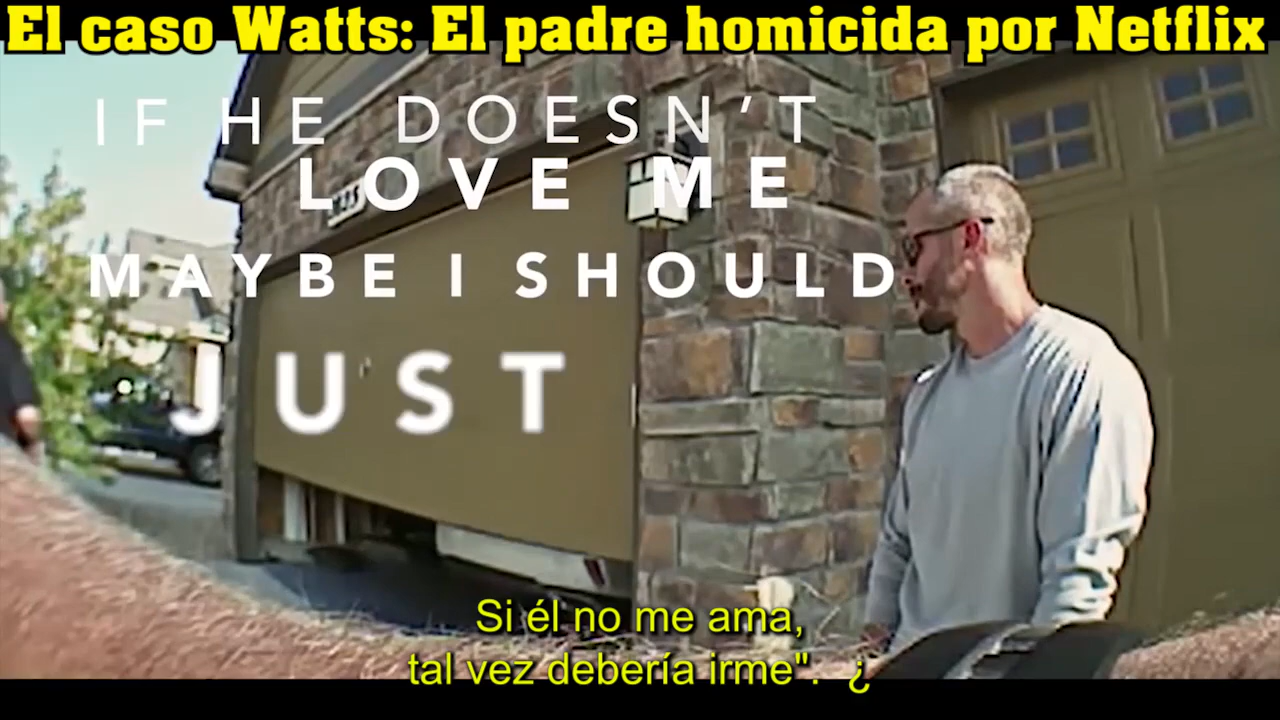 El caso Watts: El padre homicida por Netflix
IF HE DOESN'T
LOVE ME
MAYBE I SHOULD
JUST
Si él no me ama,
tal vez debería irme". ¿